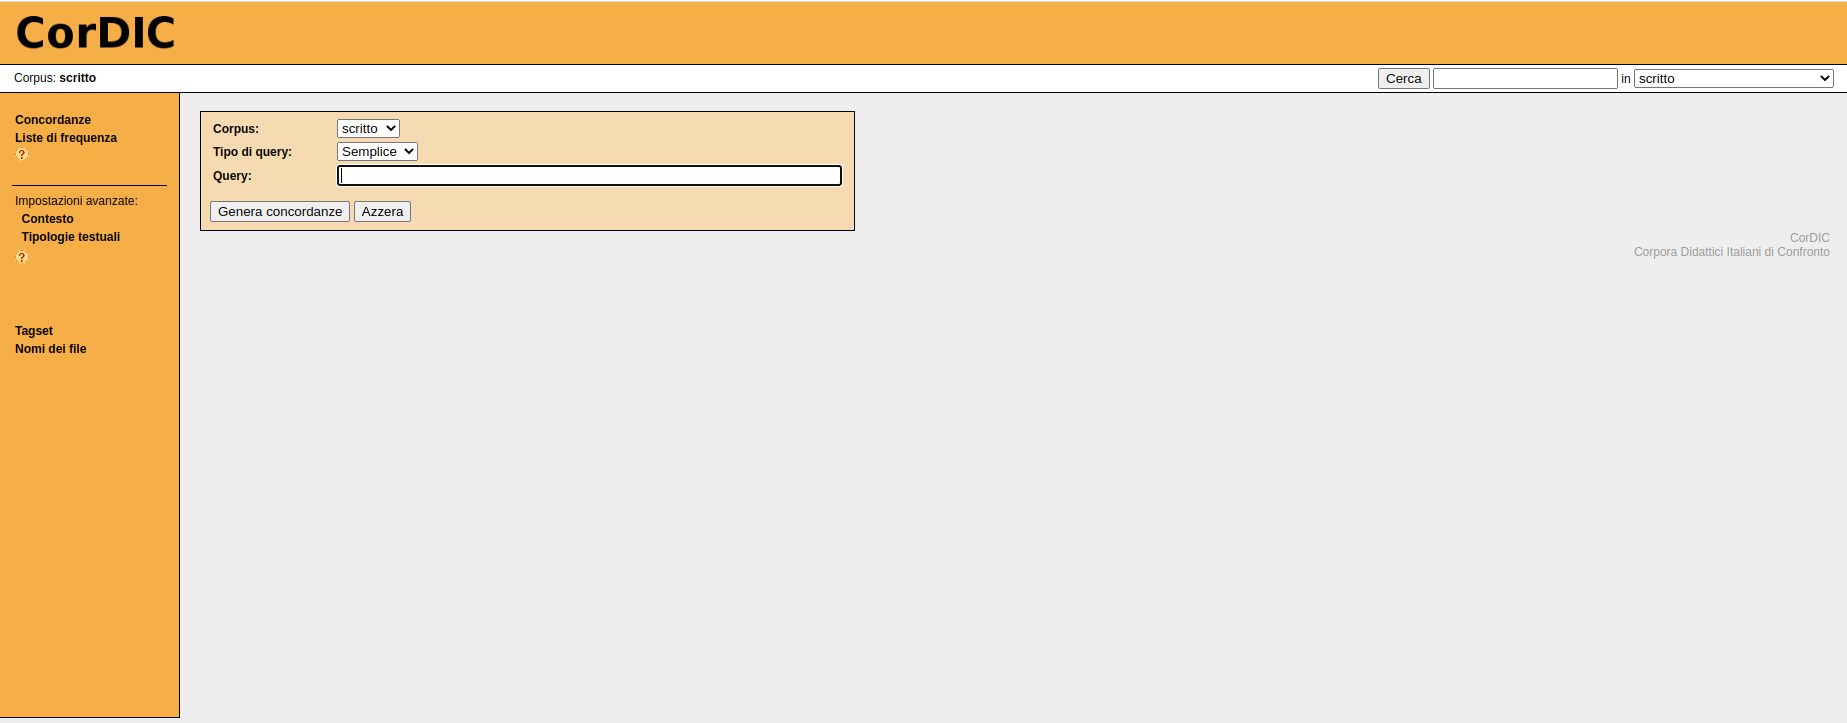 CorDIC
Corpus: scritto
Cerca in scritto
Concordanze
Liste di frequenza
?
Impostazioni avanzate:
Contesto
Tipologie testuali
?
Tagset
Nomi dei file
Corpus: scritto
Tipo di query: Semplice
Query:
Genera concordanze Azzera
CorDIC
Corpora Didattici Italiani di Confronto